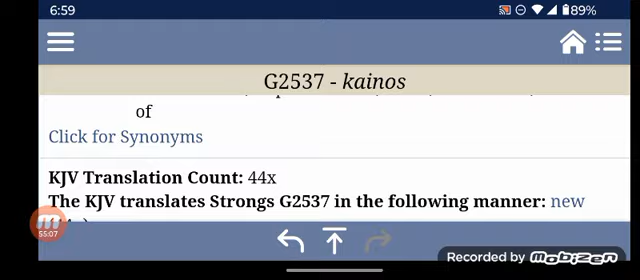 6:59
89%
G2537 - kainos
of
Click for Synonyms
KJV Translation Count: 44x
The KJV translates Strongs G2537 in the following manner: new
55:07
Recorded by Mobizen